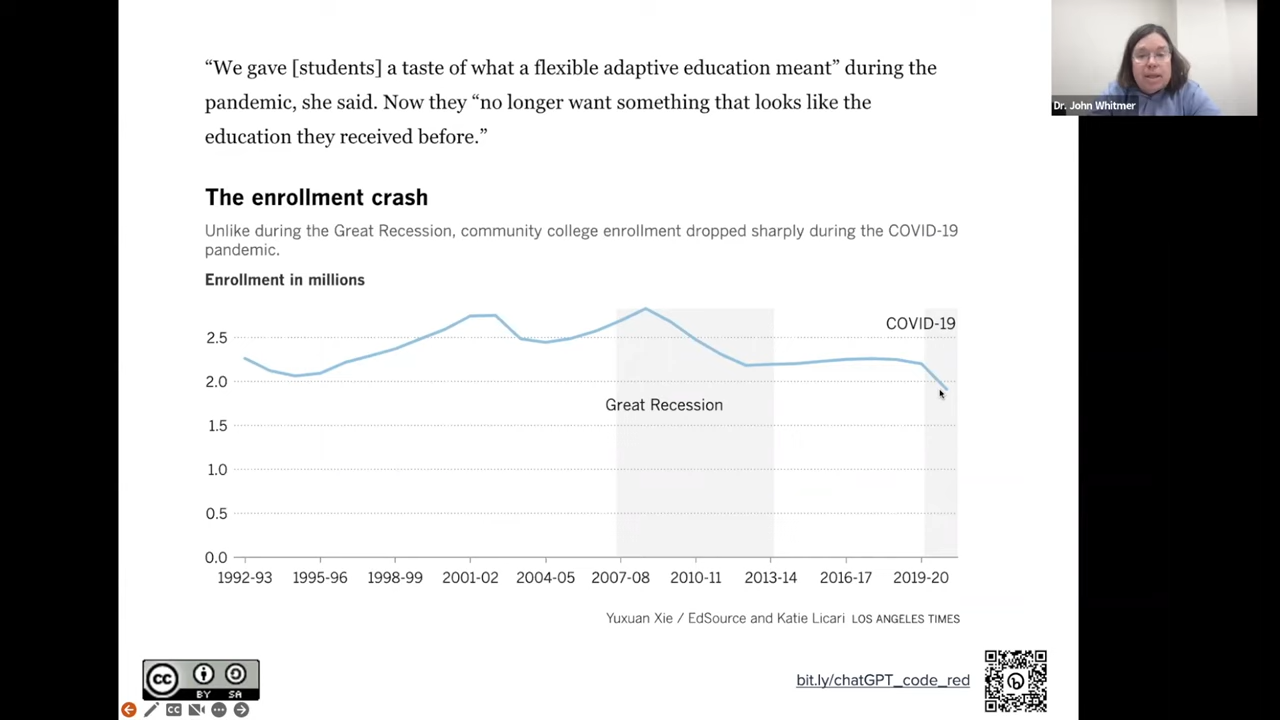 “We gave [students] a taste of what a flexible adaptive education meant” during the
pandemic, she said. Now they “no longer want something that looks like the
education they received before.”
Dr. John Whitmer
The enrollment crash
Unlike during the Great Recession, community college enrollment dropped sharply during the COVID-19
pandemic.
Enrollment in millions
COVID-19
2.5
2.0
Great Recession
1.5
1.0
0.5
0.0
1992-93 1995-96 1998-99 2001-02 2004-05 2007-08 2010-11 2013-14 2016-17 2019-20
Yuxuan Xie / EdSource and Katie Licari LOS ANGELES TIMES
cc
BY SA
bit.ly/chatGPT_code_red
CC